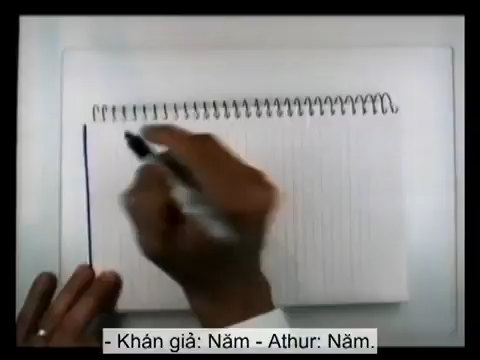 - Khán giả: Năm - Athur: Năm.